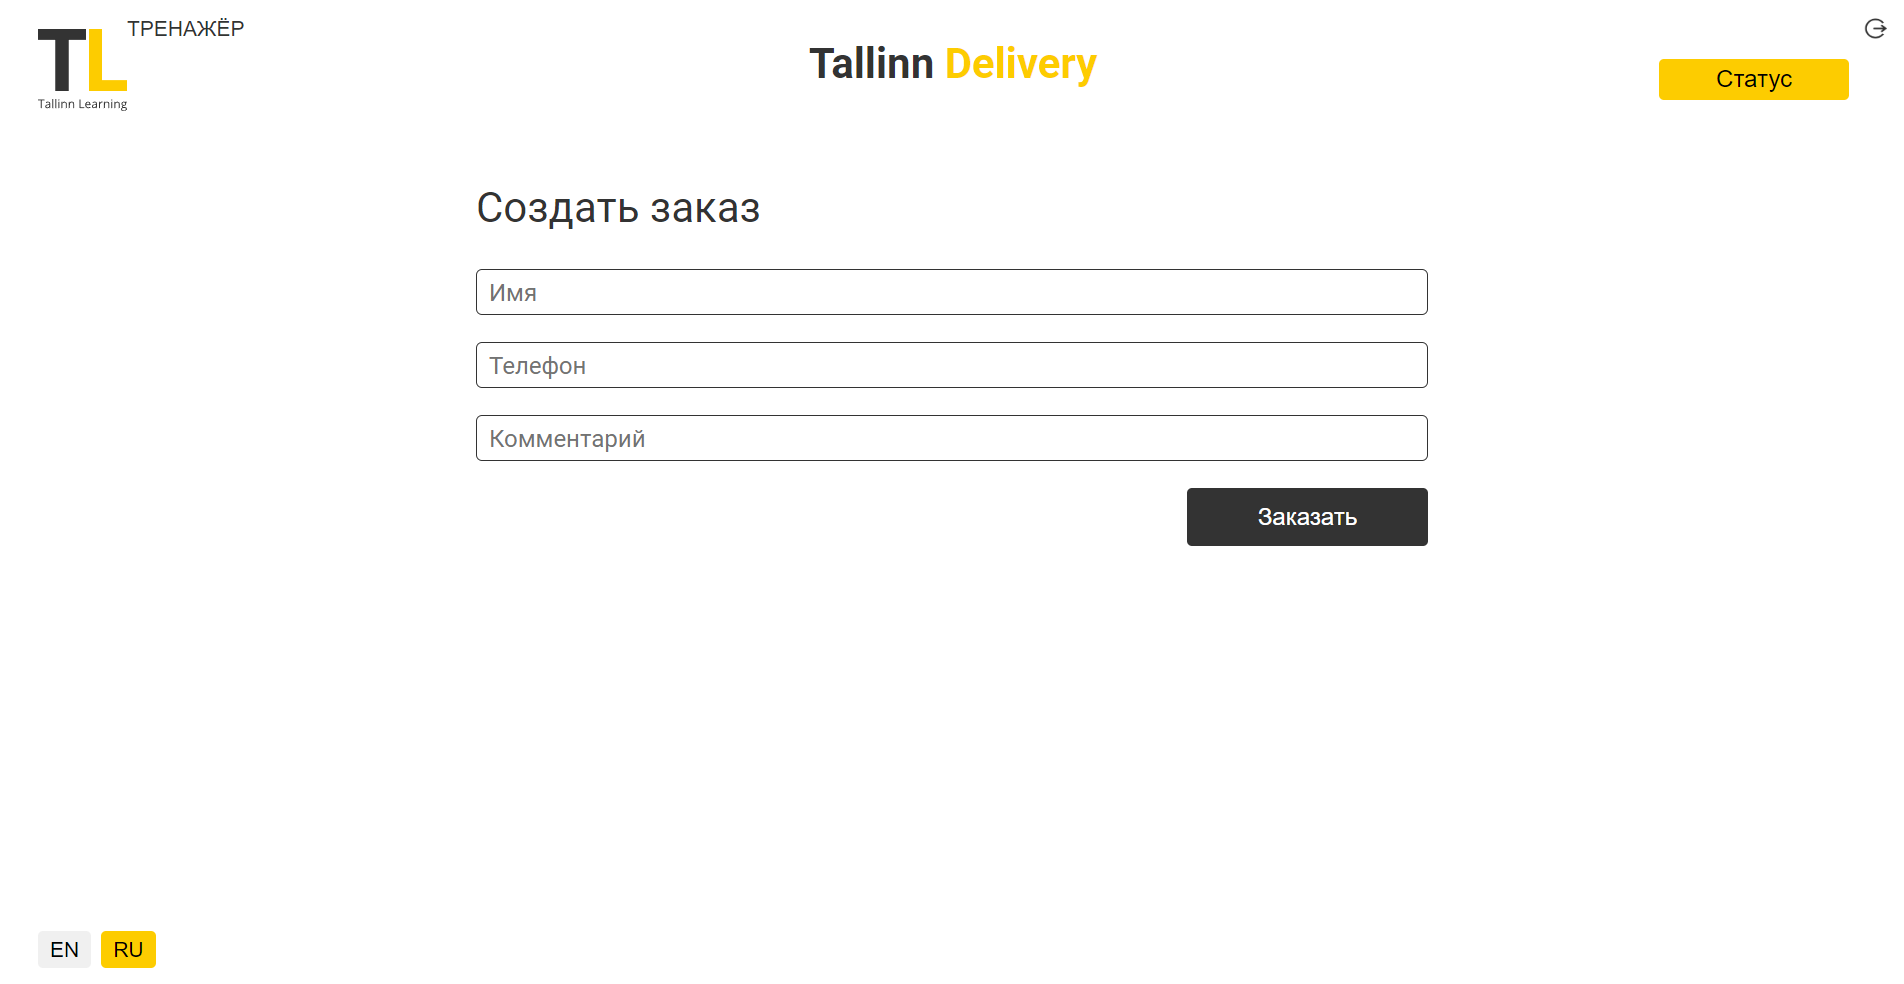 TL ТРЕНАЖЁР
Tallinn Learning
Tallinn Delivery
Статус
Создать заказ
Имя
Телефон
Комментарий
Заказать
EN RU